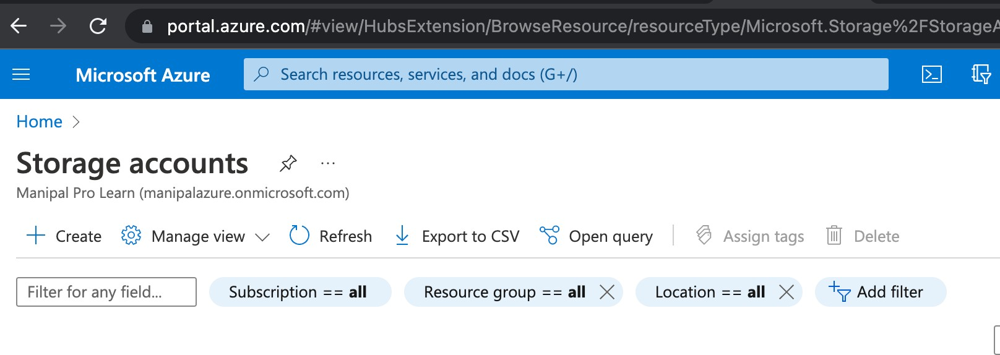 portal.azure.com/#view/HubsExtension/BrowseResource/resourceType/Microsoft.Storage%2FStorageA
Microsoft Azure
Search resources, services, and docs (G+/)
Home
Storage accounts
Manipal Pro Learn (manipalazure.onmicrosoft.com)
Create Manage view Refresh Export to CSV Open query Assign tags Delete
Filter for any field... Subscription == all Resource group == all Location == all Add filter